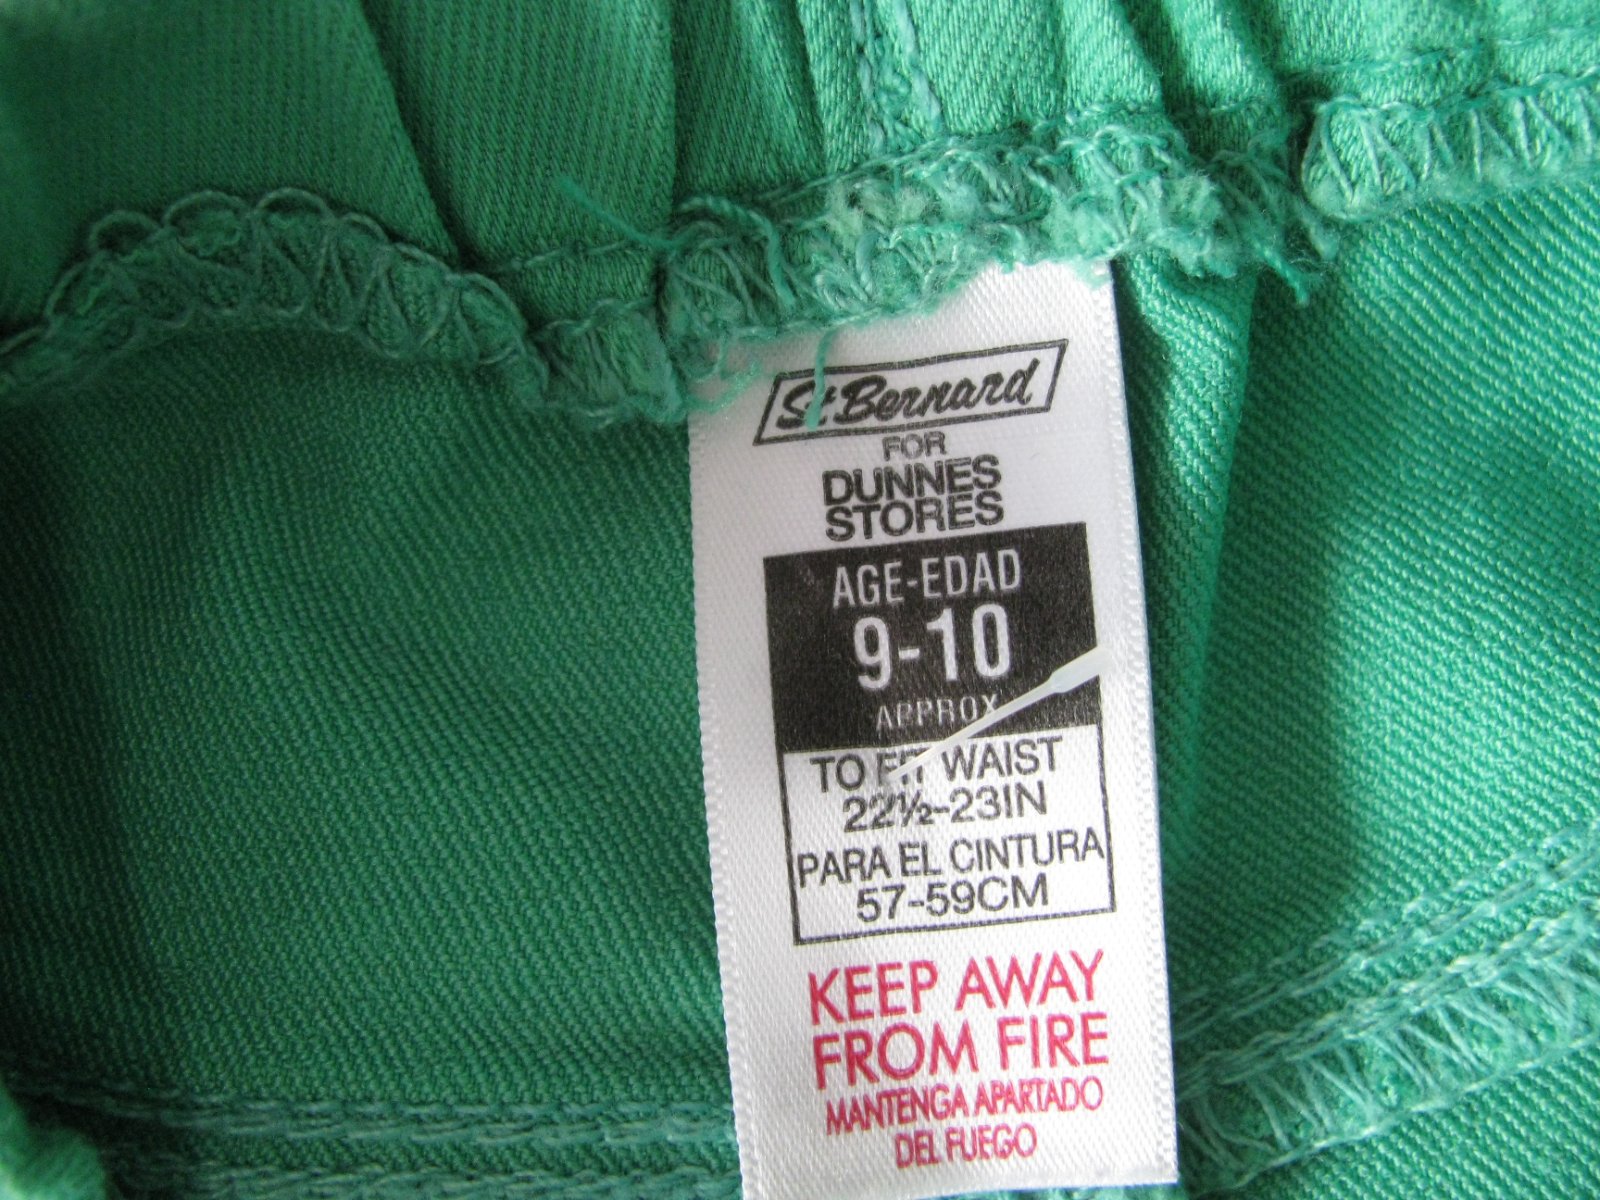 St. Bernard
FOR
DUNNES
STORES
AGE-EDAD
9-10
APPROX
TO FIT WAIST
22½-23IN
PARA EL CINTURA
57-59CM
KEEP AWAY
FROM FIRE
MANTENGA APARTADO
DEL FUEGO